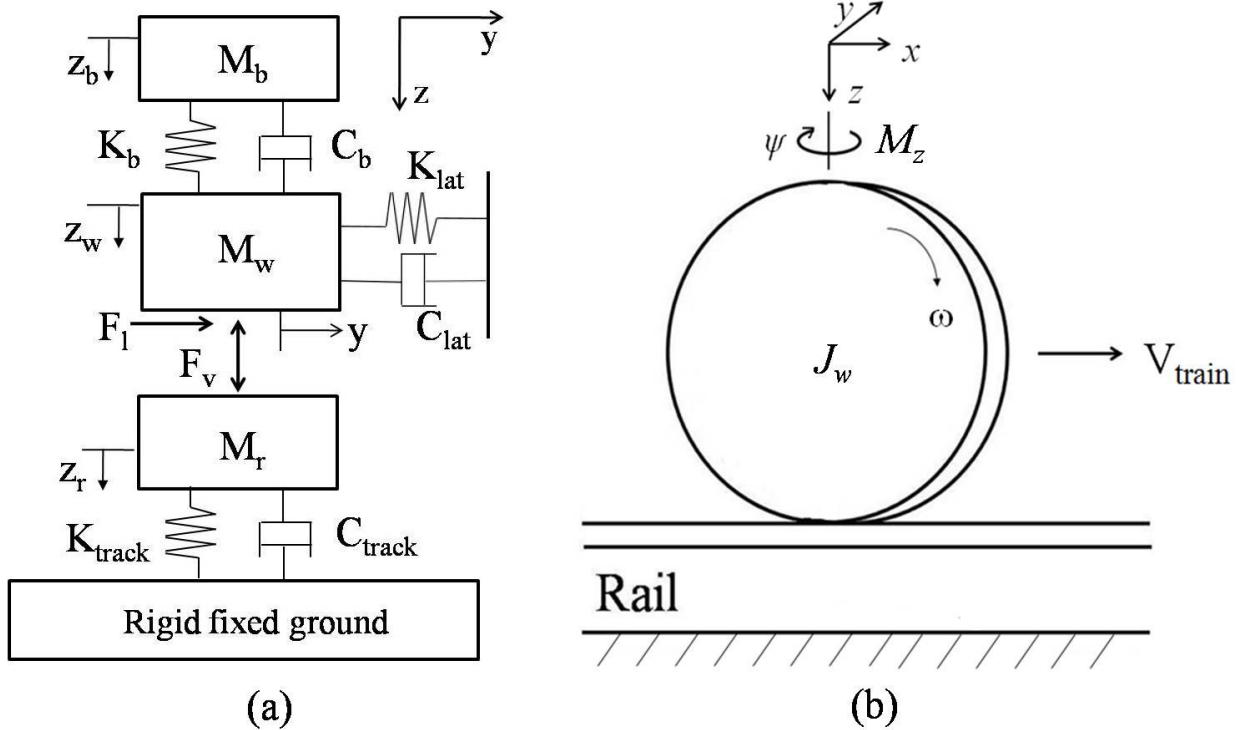 M_b
z_b
y
z
K_b
C_b
K_lat
z_w
M_w
F_l
y
C_lat
F_v
M_r
z_r
K_track
C_track
Rigid fixed ground
(a)
y
x
z
ψ
M_z
ω
J_w
V_train
Rail
(b)